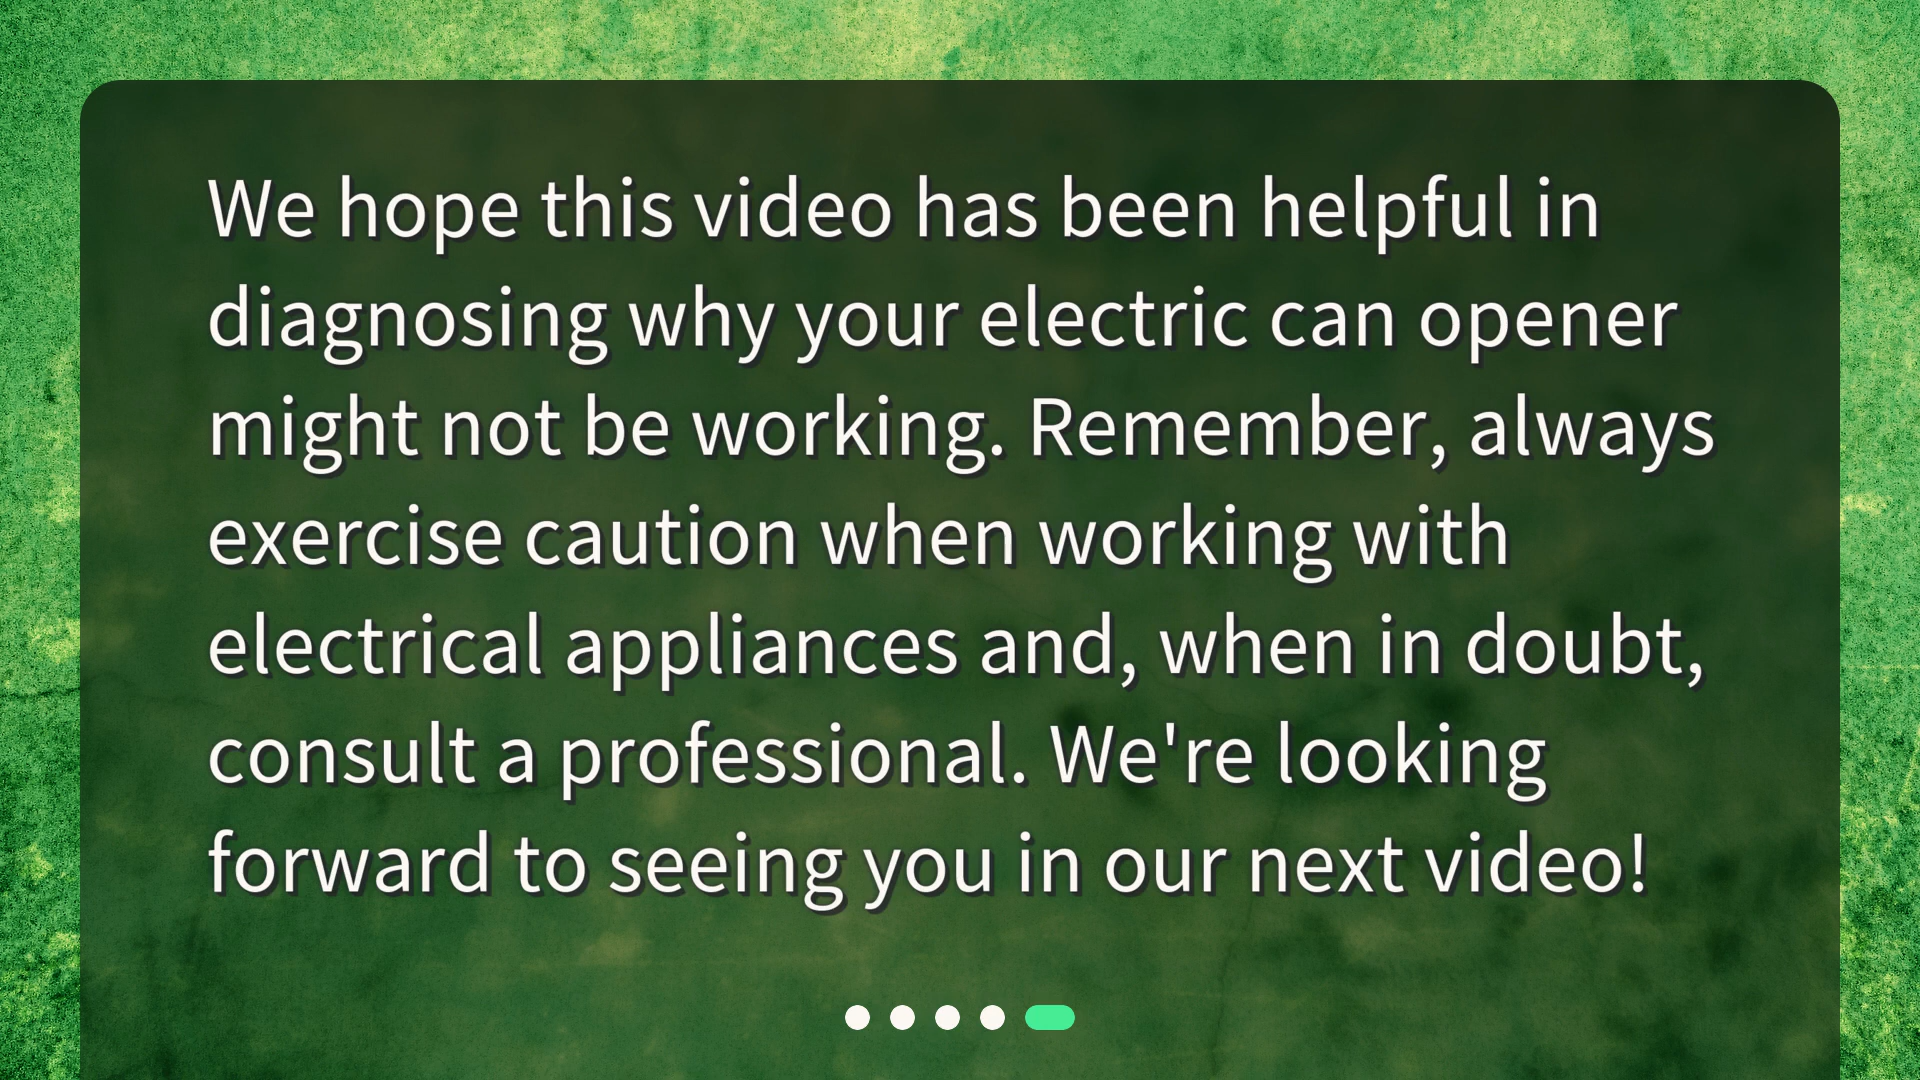 We hope this video has been helpful in
diagnosing why your electric can opener
might not be working. Remember, always
exercise caution when working with
electrical appliances and, when in doubt,
consult a professional. We're looking
forward to seeing you in our next video!